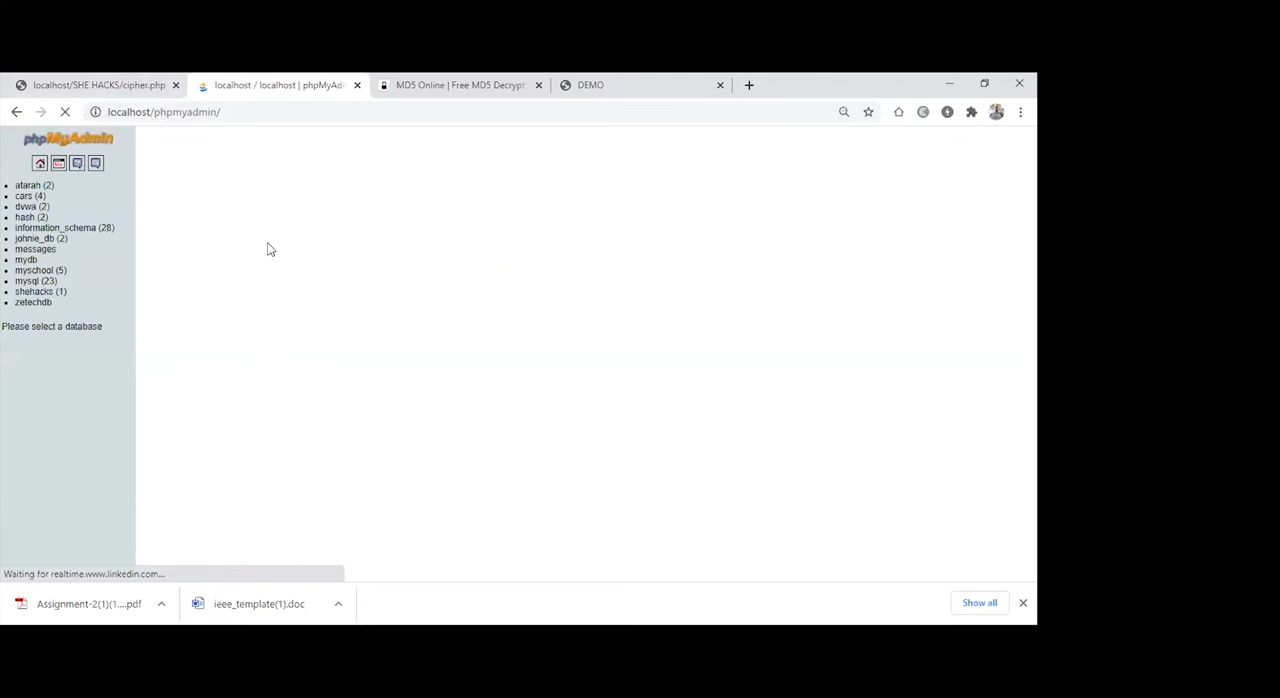 localhost/SHE HACKS/cipher.php
localhost / localhost | phpMyAd
MD5 Online | Free MD5 Decrypt
DEMO
localhost/phpmyadmin/
phpMyAdmin
SQL
atarah (2)
cars (4)
dvwa (2)
hash (2)
information_schema (28)
johnie_db (2)
messages
mydb
myschool (5)
mysql (23)
shehacks (1)
zetechdb
Please select a database
Waiting for realtime.www.linkedin.com...
Assignment-2(1)(1....pdf
ieee_template(1).doc
Show all